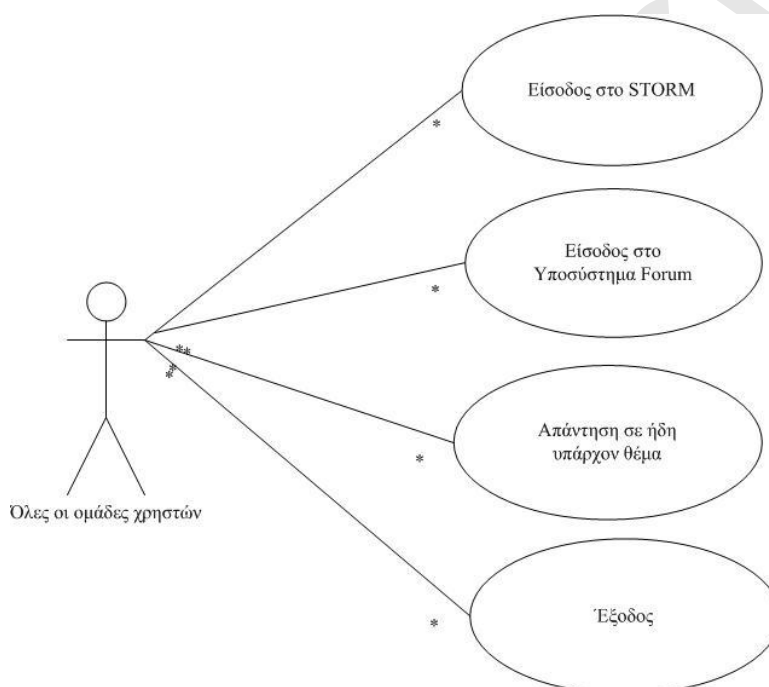 Είσοδος στο STORM
*
Είσοδος στο
Υποσύστημα Forum
*
**
*
*
Απάντηση σε ήδη
υπάρχον θέμα
*
Όλες οι ομάδες χρηστών
Έξοδος
*